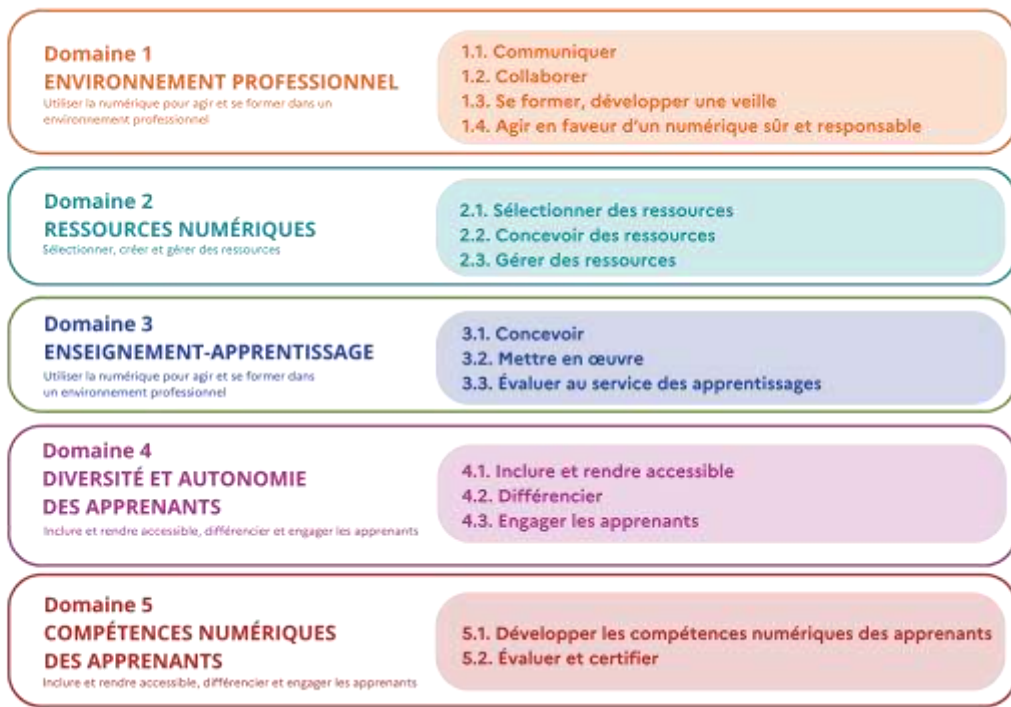 Domaine 1
ENVIRONNEMENT PROFESSIONNEL
Utiliser la numérique pour agir et se former dans un
environnement professionnel
1.1. Communiquer
1.2. Collaborer
1.3. Se former, développer une veille
1.4. Agir en faveur d'un numérique sûr et responsable
Domaine 2
RESSOURCES NUMÉRIQUES
Sélectionner, créer et gérer des ressources
2.1. Sélectionner des ressources
2.2. Concevoir des ressources
2.3. Gérer des ressources
Domaine 3
ENSEIGNEMENT-APPRENTISSAGE
Utiliser la numérique pour agir et se former dans
un environnement professionnel
3.1. Concevoir
3.2. Mettre en œuvre
3.3. Évaluer au service des apprentissages
Domaine 4
DIVERSITÉ ET AUTONOMIE
DES APPRENANTS
Inclure et rendre accessible, différencier et engager les apprenants
4.1. Inclure et rendre accessible
4.2. Différencier
4.3. Engager les apprenants
Domaine 5
COMPÉTENCES NUMÉRIQUES
DES APPRENANTS
Inclure et rendre accessible, différencier et engager les apprenants
5.1. Développer les compétences numériques des apprenants
5.2. Évaluer et certifier